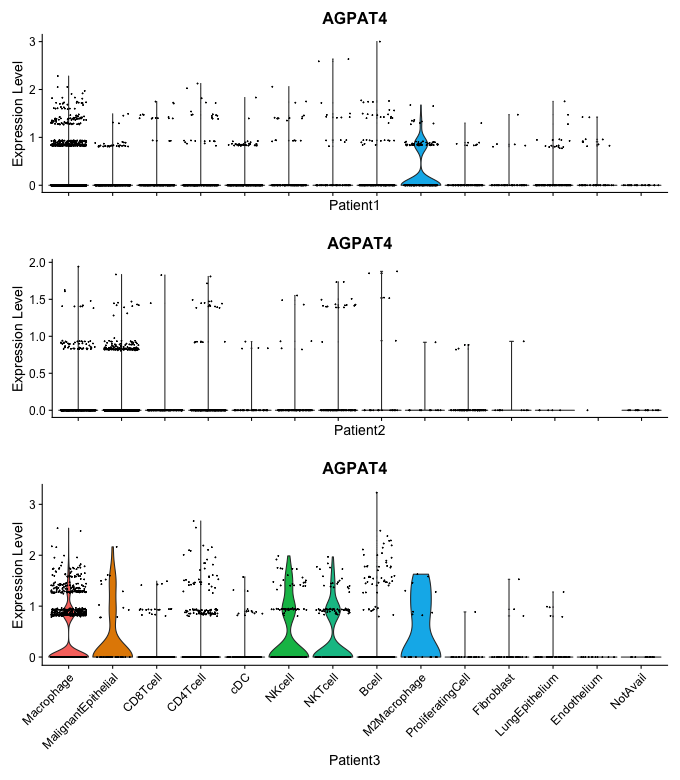 AGPAT4
Expression Level
3
2
1
0
Patient1
AGPAT4
Expression Level
2.0
1.5
1.0
0.5
0.0
Patient2
AGPAT4
Expression Level
3
2
1
0
Macrophage
MalignantEpithelial
CD8Tcell
CD4Tcell
cDC
NKcell
NKTcell
Bcell
M2Macrophage
ProliferatingCell
Fibroblast
LungEpithelium
Endothelium
NotAvail
Patient3